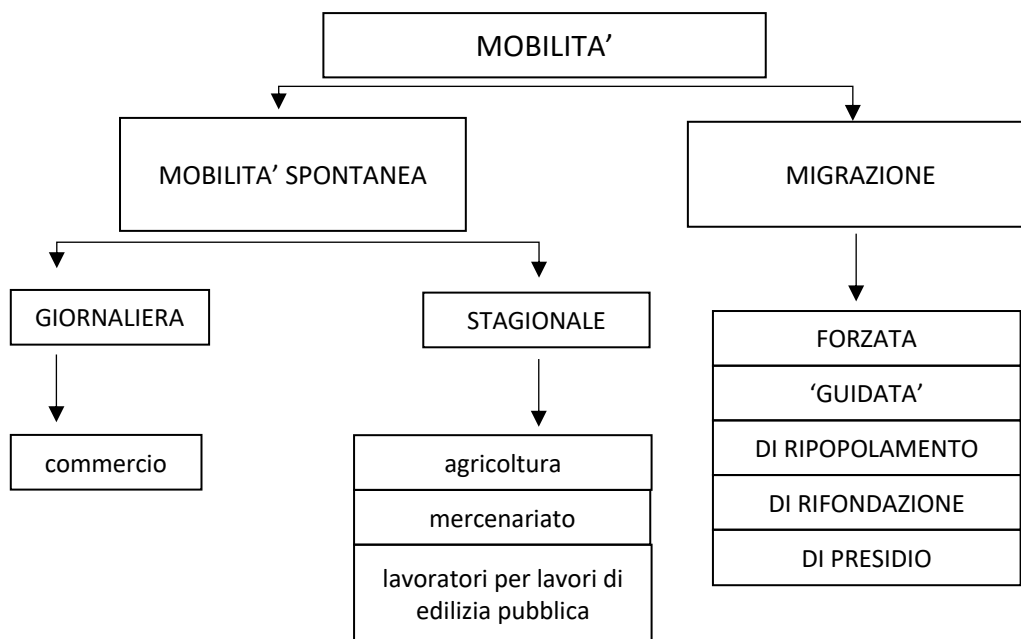 MOBILITA’
MOBILITA’ SPONTANEA
MIGRAZIONE
GIORNALIERA
STAGIONALE
FORZATA
‘GUIDATA’
DI RIPOPOLAMENTO
DI RIFONDAZIONE
DI PRESIDIO
commercio
agricoltura
mercenariato
lavoratori per lavori di
edilizia pubblica